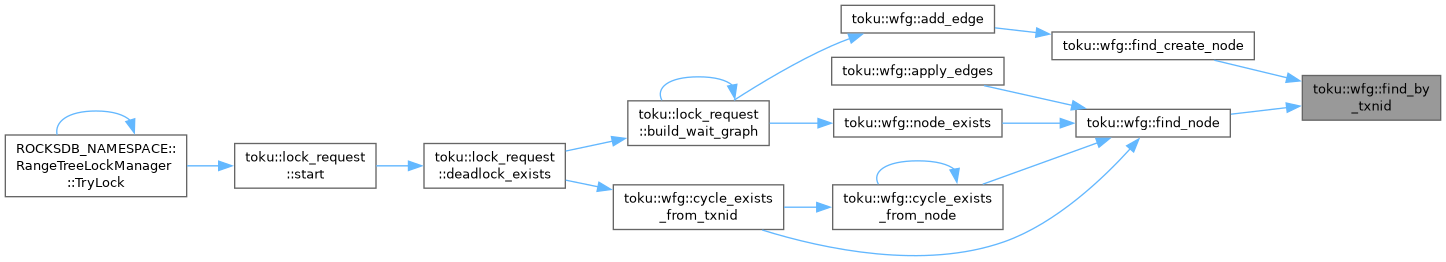 toku::wfg::add_edge
toku::wfg::find_create_node
toku::wfg::apply_edges
toku::wfg::find_by
_txnid
toku::lock_request
::build_wait_graph
toku::wfg::node_exists
toku::wfg::find_node
ROCKSDB_NAMESPACE::
RangeTreeLockManager
::TryLock
toku::lock_request
::start
toku::lock_request
::deadlock_exists
toku::wfg::cycle_exists
_from_txnid
toku::wfg::cycle_exists
_from_node